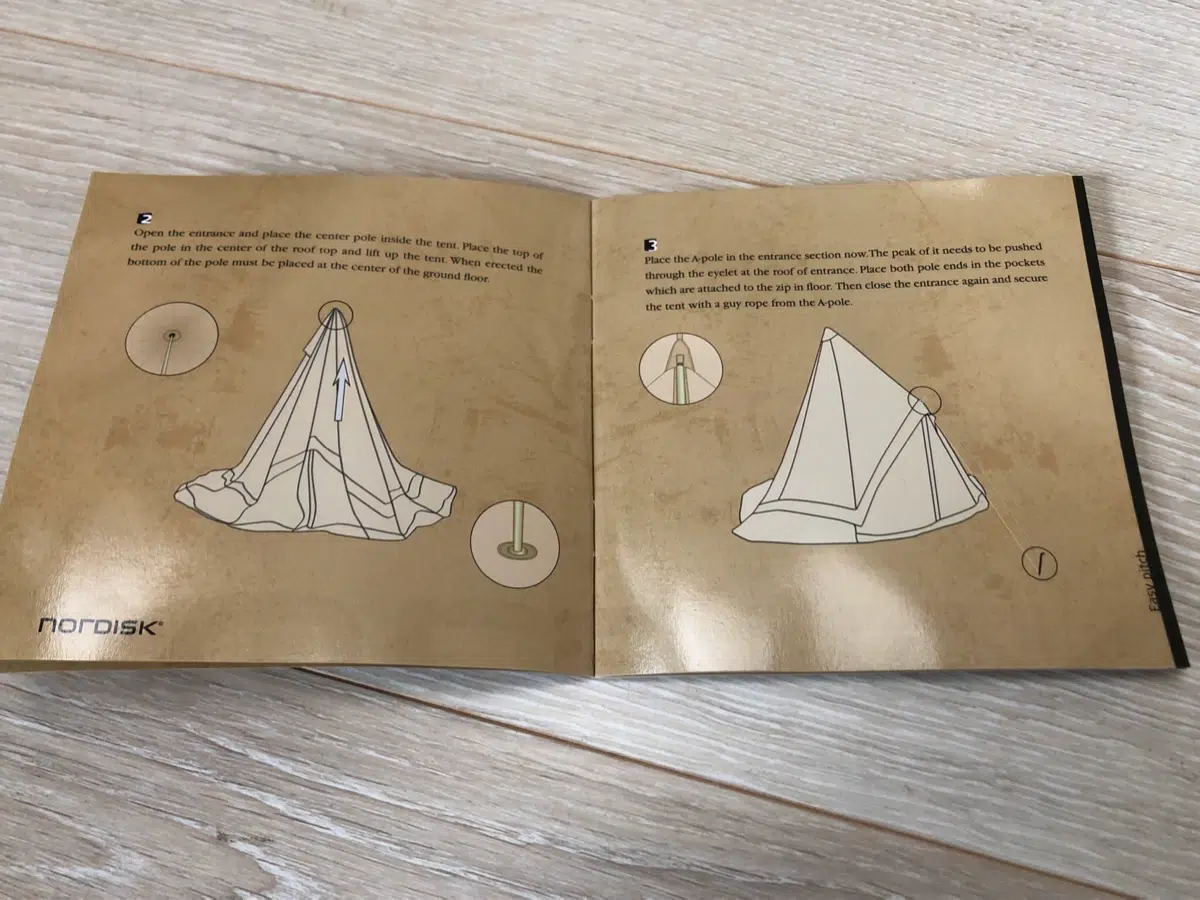 2
Open the entrance and place the center pole inside the tent. Place the top of
the pole in the center of the roof top and lift up the tent. When erected the
bottom of the pole must be placed at the center of the ground floor.
NORDISK®
3
Place the A-pole in the entrance section now.The peak of it needs to be pushed
through the eyelet at the roof of entrance. Place both pole ends in the pockets
which are attached to the zip in floor. Then close the entrance again and secure
the tent with a guy rope from the A-pole.
Easy pitch